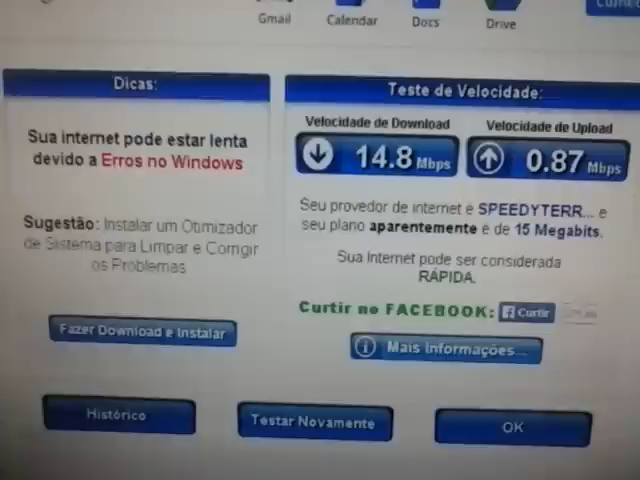 Gmail
Calendar
Docs
Drive
Dicas:
Sua internet pode estar lenta
devido a Erros no Windows
Sugestão: Instalar um Otimizador
de Sistema para Limpar e Corrigir
os Problemas
Fazer Download e Instalar
Teste de Velocidade:
Velocidade de Download
Velocidade de Upload
14.8 Mbps
0.87 Mbps
Seu provedor de internet é SPEEDYTERR... e
seu plano aparentemente é de 15 Megabits.
Sua Internet pode ser considerada
RÁPIDA.
Curtir no FACEBOOK:
Curtir
Mais Informações...
Histórico
Testar Novamente
OK